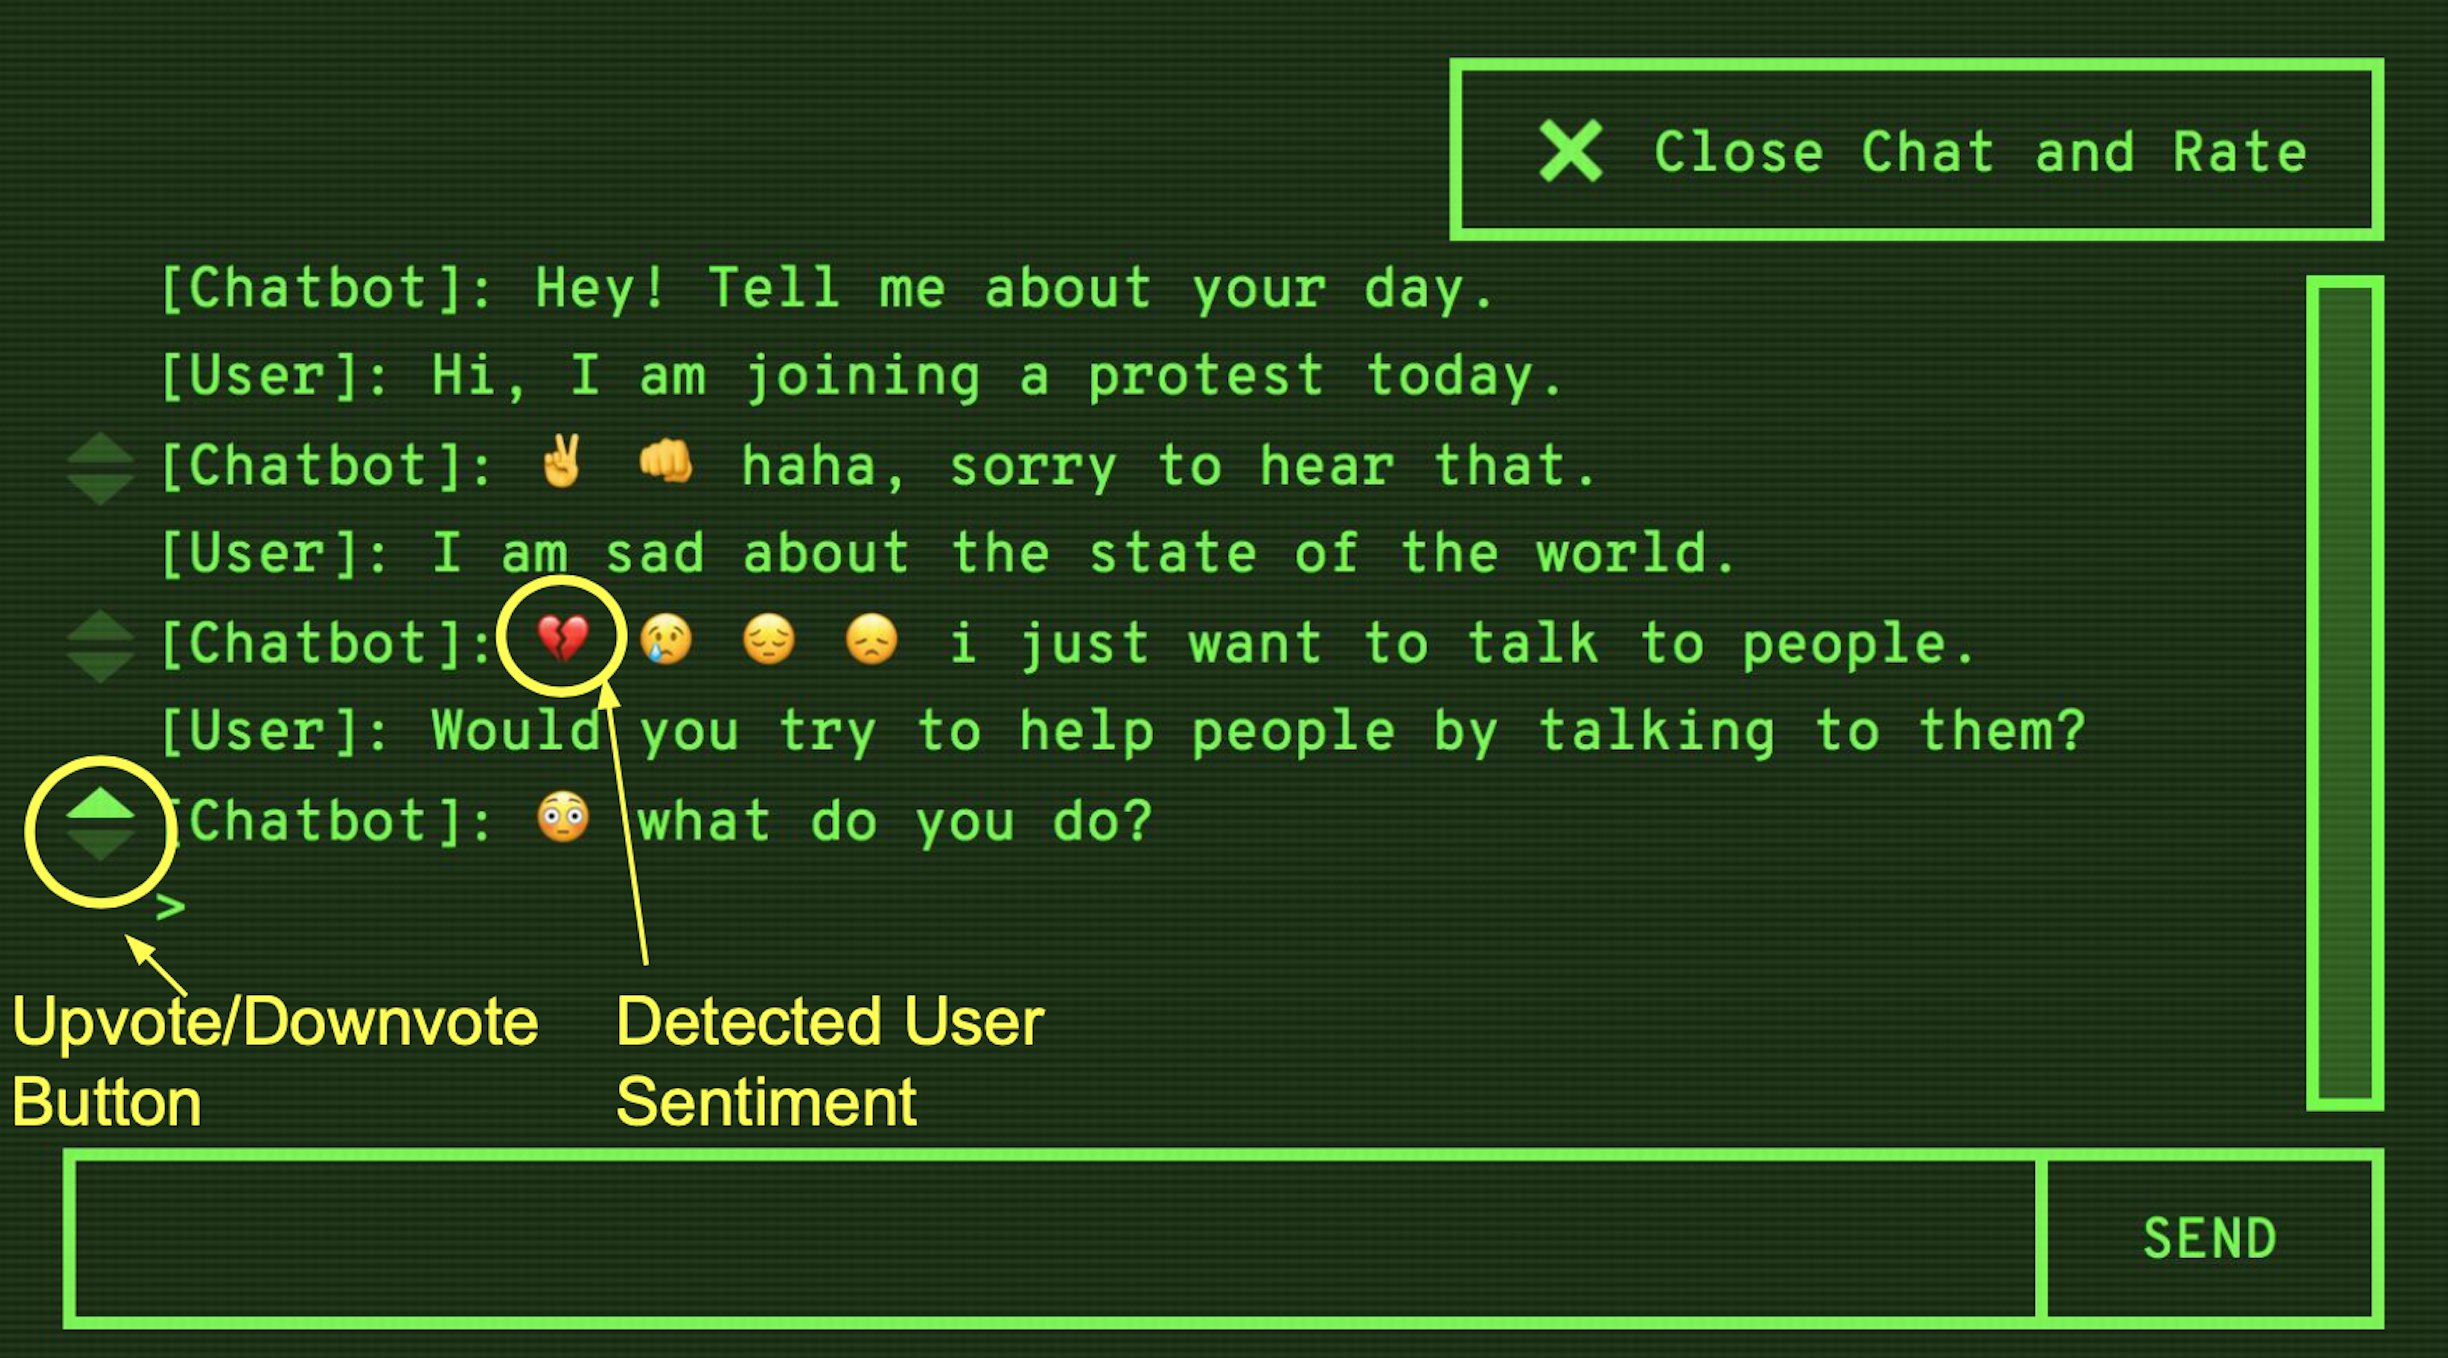 ✕ Close Chat and Rate
[Chatbot]: Hey! Tell me about your day.
[User]: Hi, I am joining a protest today.
[Chatbot]: ✌️ 👊 haha, sorry to hear that.
[User]: I am sad about the state of the world.
[Chatbot]: 💔 😢 😔 😞 i just want to talk to people.
[User]: Would you try to help people by talking to them?
[Chatbot]: 😳 what do you do?
>
Upvote/Downvote
Button
Detected User
Sentiment
SEND